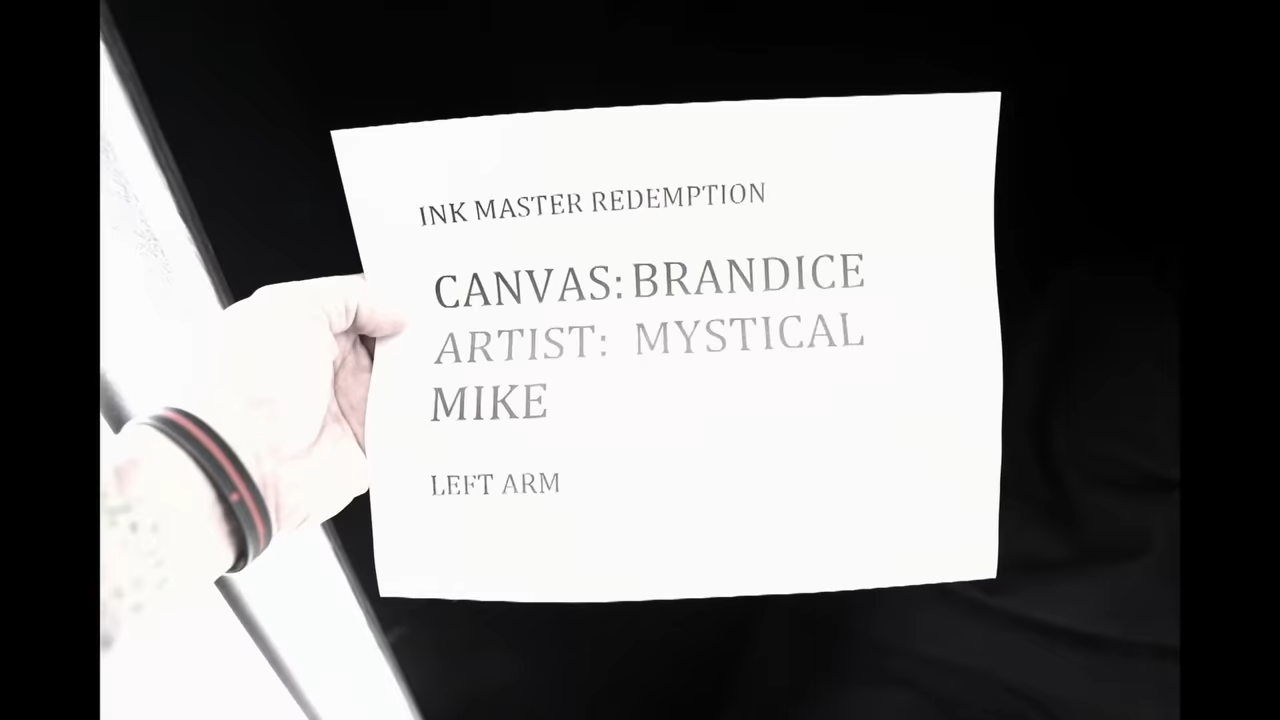 INK MASTER REDEMPTION
CANVAS: BRANDICE
ARTIST: MYSTICAL
MIKE
LEFT ARM